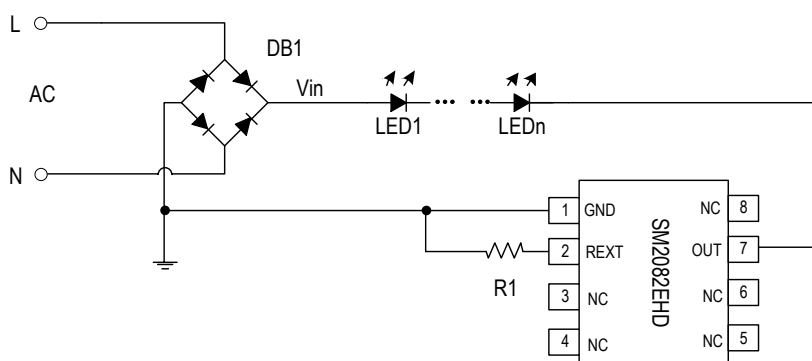 L
DB1
Vin
AC
LED1
LEDn
N
1 GND
NC 8
2 REXT
OUT 7
R1
3 NC
NC 6
4 NC
NC 5
SM2082EHD